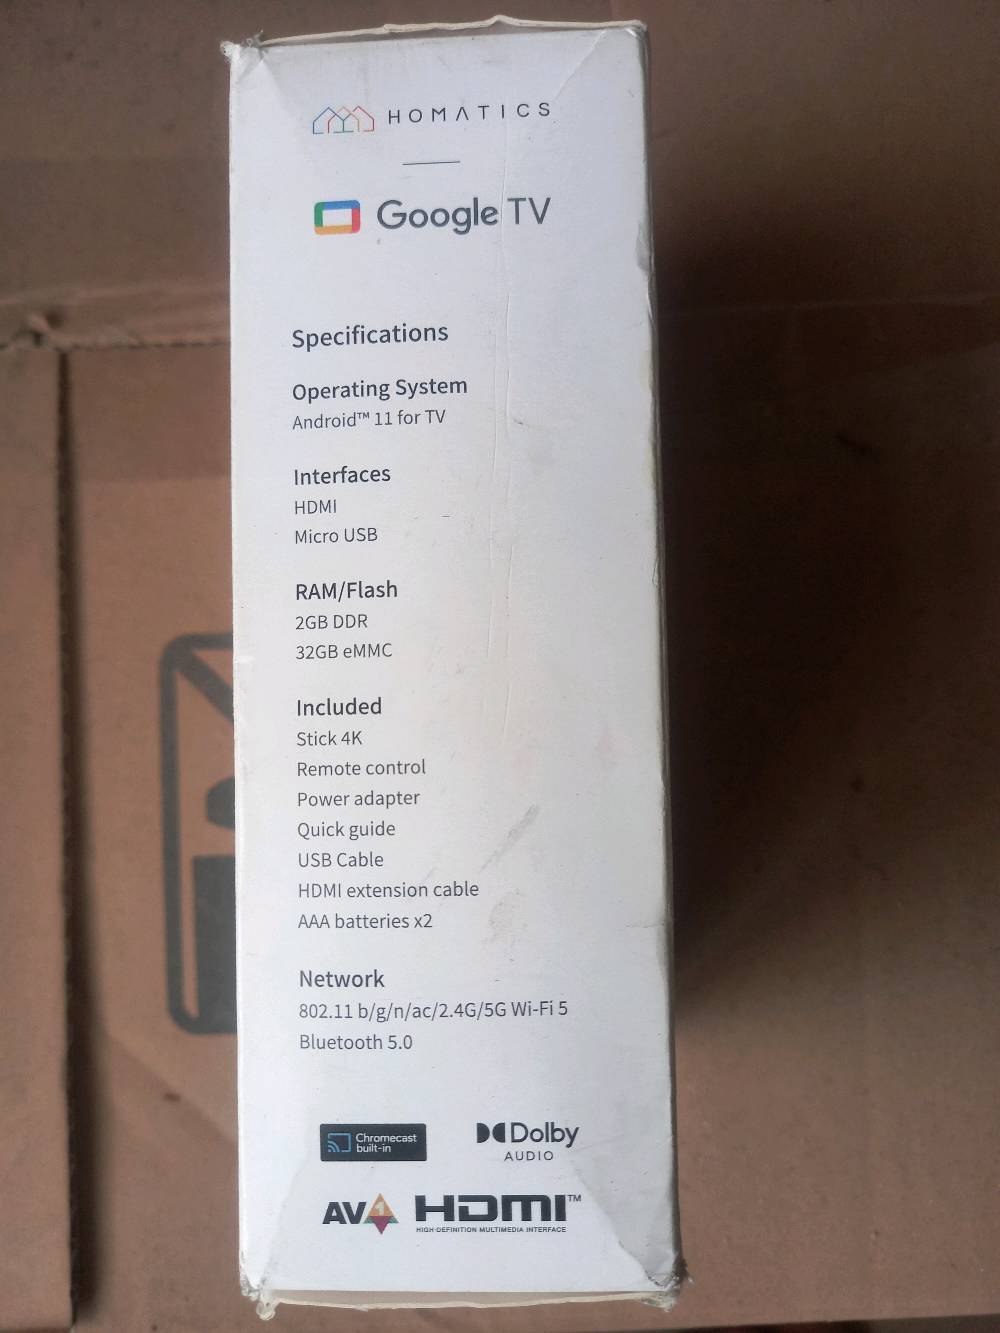 HOMATICS
Google TV
Specifications
Operating System
Android™ 11 for TV
Interfaces
HDMI
Micro USB
RAM/Flash
2GB DDR
32GB eMMC
Included
Stick 4K
Remote control
Power adapter
Quick guide
USB Cable
HDMI extension cable
AAA batteries x2
Network
802.11 b/g/n/ac/2.4G/5G Wi-Fi 5
Bluetooth 5.0
Chromecast
built-in
Dolby
AUDIO
AV1
HDMI™
HIGH-DEFINITION MULTIMEDIA INTERFACE